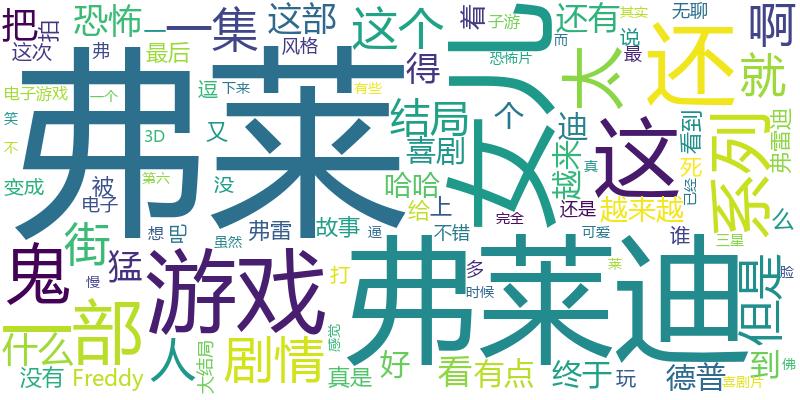 把
拍
恐怖
一
一集
这部
这个
着
子游
还有
无聊
其实
啊
这次
弗
最后
风格
得
恐怖片
而
说
最
还
就
电子游戏
一个
逗
下来
有些
弗莱
结局
女儿
太
笑
不
3D
又
喜剧
个
迪
越来
这
看到
系列
弗雷迪
变成
被
第六
没
哈哈
真
死
已经
电子
给
上
完全
还是
越来越
么
鬼
街
想
吧
弗雷
故事
不错
可爱
谁
三星
猛
虽然
逼
游戏
弗莱迪
但是
慢
打
多
时候
莱
脸
一部
人
剧情
感觉
什么
好
看
有点
终于
到
没有
Freddy
大结局
真是
玩
德普
喜剧片
佛